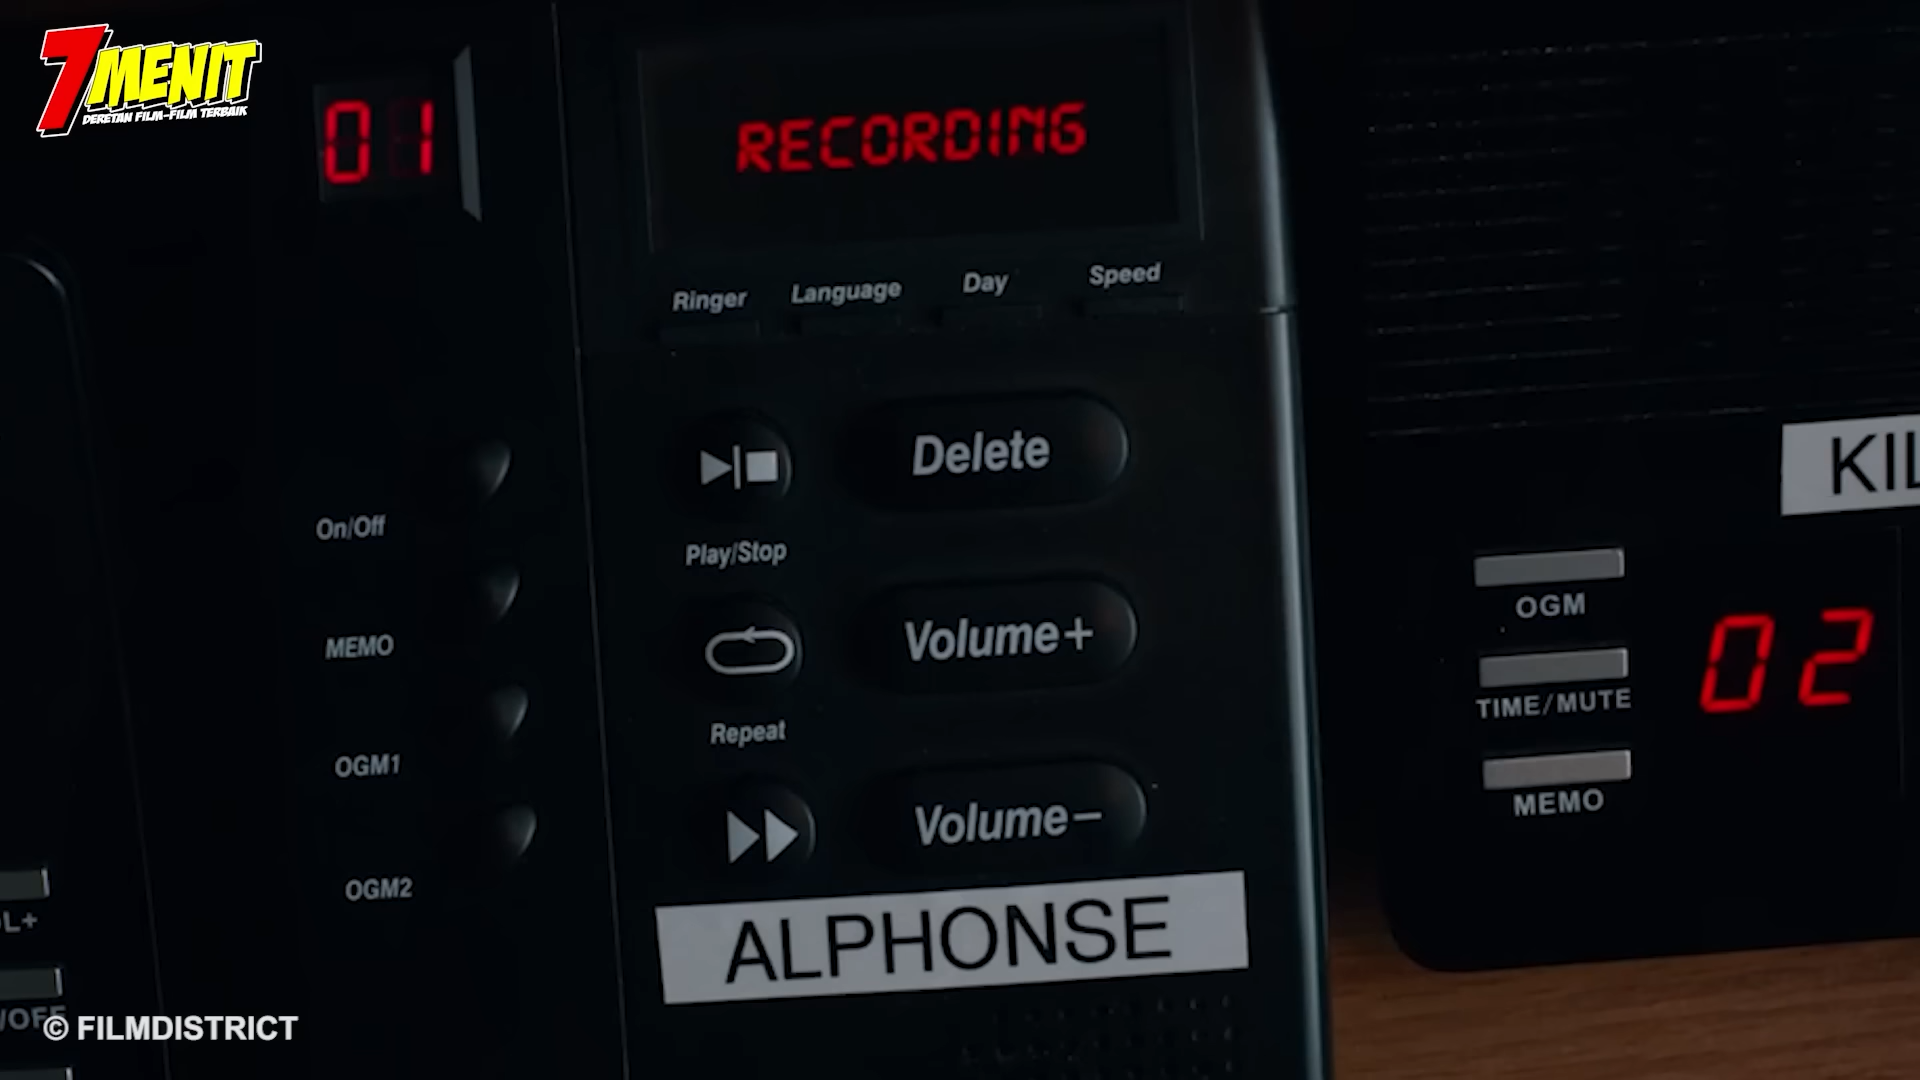 7MENIT
DERETAN FILM-FILM TERBAIK
01
RECORDING
Ringer
Language
Day
Speed
Delete
On/Off
Play/Stop
Volume+
MEMO
Repeat
OGM1
Volume−
OGM2
ALPHONSE
OGM
TIME/MUTE
02
MEMO
© FILMDISTRICT